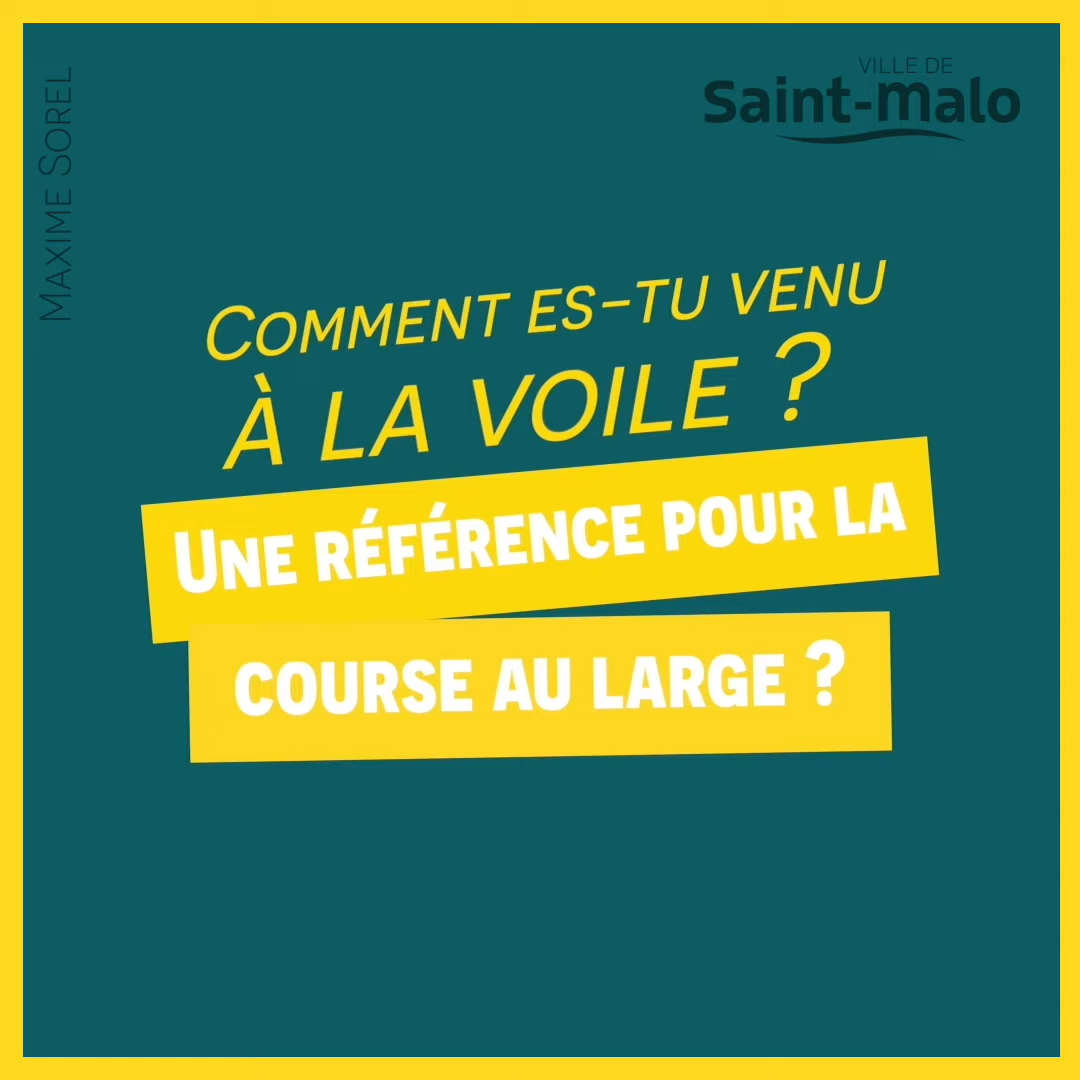 Maxime Sorel
VILLE DE
Saint-malo
Comment es-tu venu
à la voile ?
Une référence pour la
course au large ?